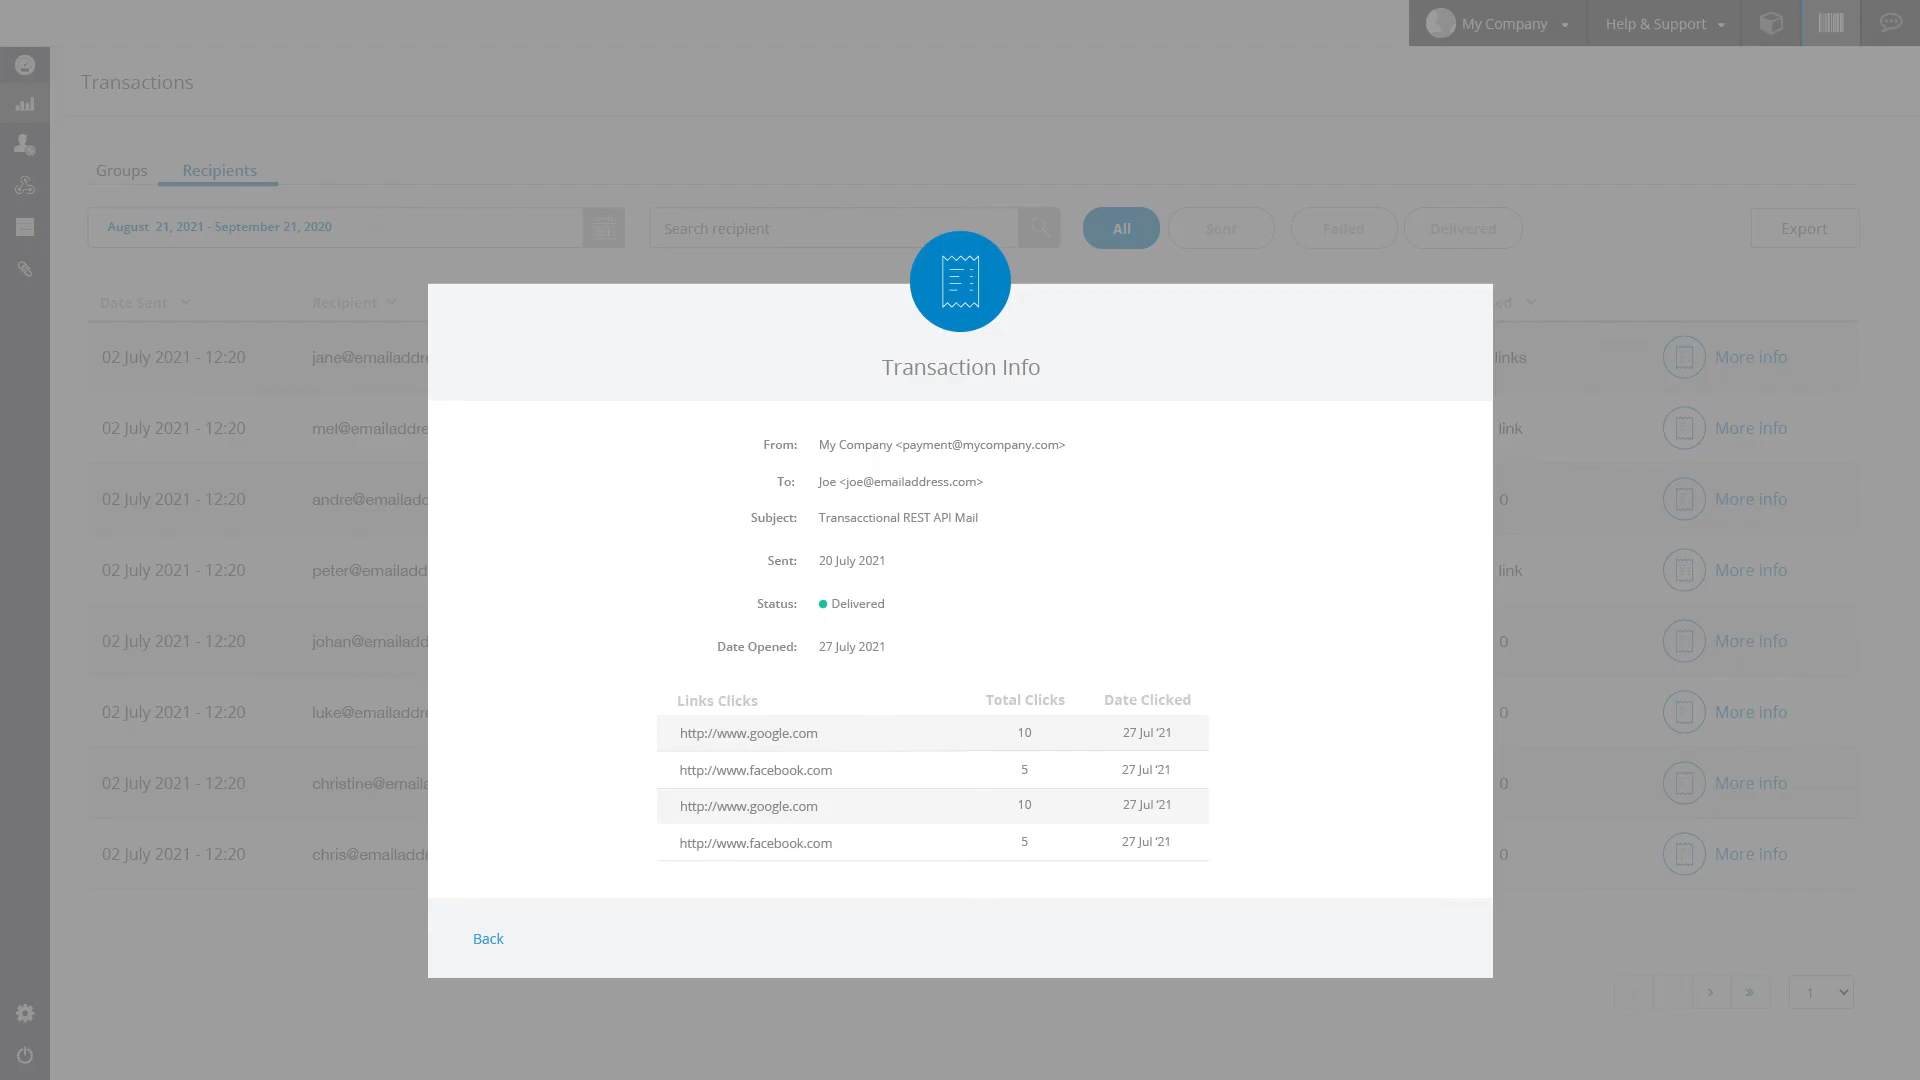 My Company Help & Support
Transactions
Groups Recipients
August 21, 2021 - September 21, 2020 Search recipient All Sent Failed Delivered Export
Date Sent Recipient
Transaction Info
02 July 2021 - 12:20 links More info
02 July 2021 - 12:20 link More info
02 July 2021 - 12:20 0 More info
02 July 2021 - 12:20 link More info
02 July 2021 - 12:20 0 More info
02 July 2021 - 12:20 0 More info
02 July 2021 - 12:20 0 More info
02 July 2021 - 12:20 0 More info
jane@emailaddre
mel@emailaddre
andre@emailadd
peter@emailadd
johan@emailadd
luke@emailaddre
christine@emaila
chris@emailaddr
From: My Company <payment@mycompany.com>
To: Joe <joe@emailaddress.com>
Subject: Transacctional REST API Mail
Sent: 20 July 2021
Status: Delivered
Date Opened: 27 July 2021
Links Clicks Total Clicks Date Clicked
http://www.google.com 10 27 Jul ‘21
http://www.facebook.com 5 27 Jul ‘21
http://www.google.com 10 27 Jul ‘21
http://www.facebook.com 5 27 Jul ‘21
Back
› » 1